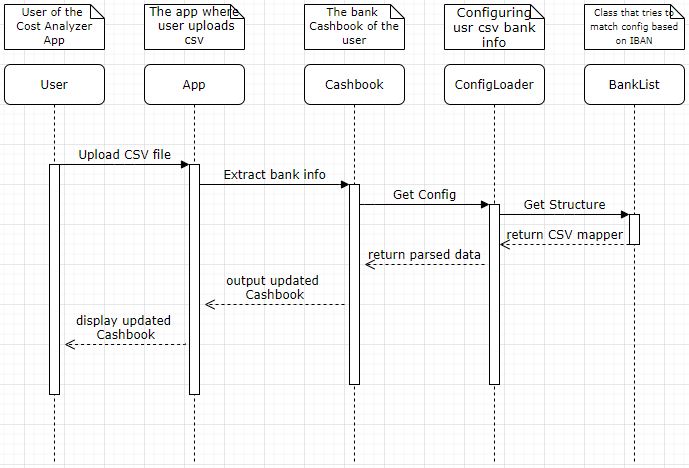 User of the
Cost Analyzer
App
The app where
user uploads
csv
The bank
Cashbook of the
user
Configuring
usr csv bank
info
Class that tries to
match config based
on IBAN
User
App
Cashbook
ConfigLoader
BankList
Upload CSV file
Extract bank info
Get Config
Get Structure
return CSV mapper
return parsed data
output updated
Cashbook
display updated
Cashbook